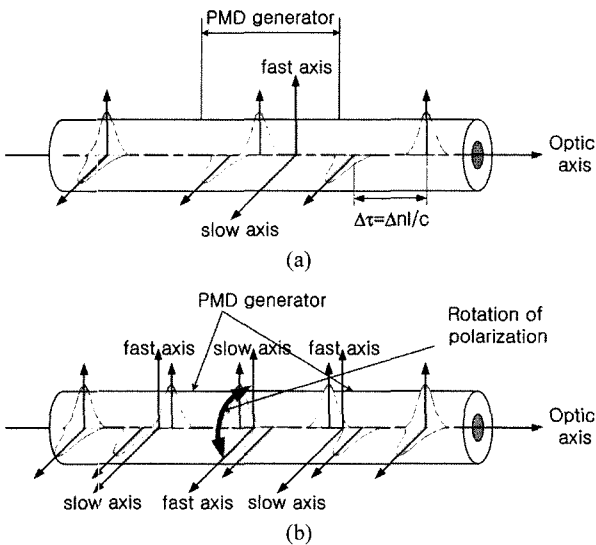 PMD generator
fast axis
Optic
axis
slow axis
Δτ=Δnl/c
(a)
PMD generator
Rotation of
polarization
fast axis
slow axis
fast axis
Optic
axis
slow axis
fast axis
slow axis
(b)